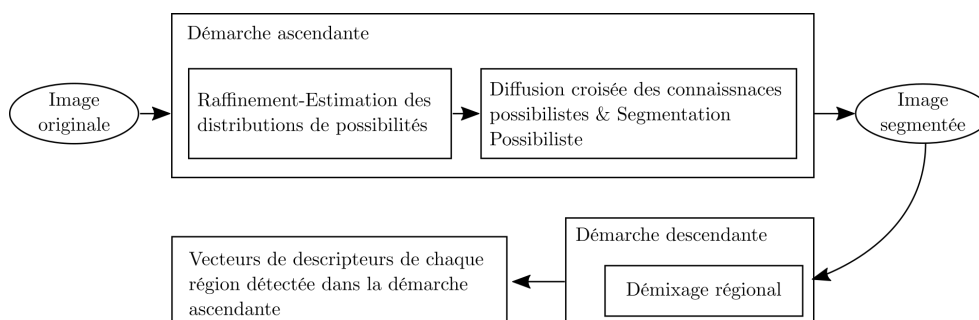 Démarche ascendante
Image
originale
Raffinement-Estimation des
distributions de possibilités
Diffusion croisée des connaissnaces
possibilistes & Segmentation
Possibiliste
Image
segmentée
Démarche descendante
Démixage régional
Vecteurs de descripteurs de chaque
région détectée dans la démarche
ascendante